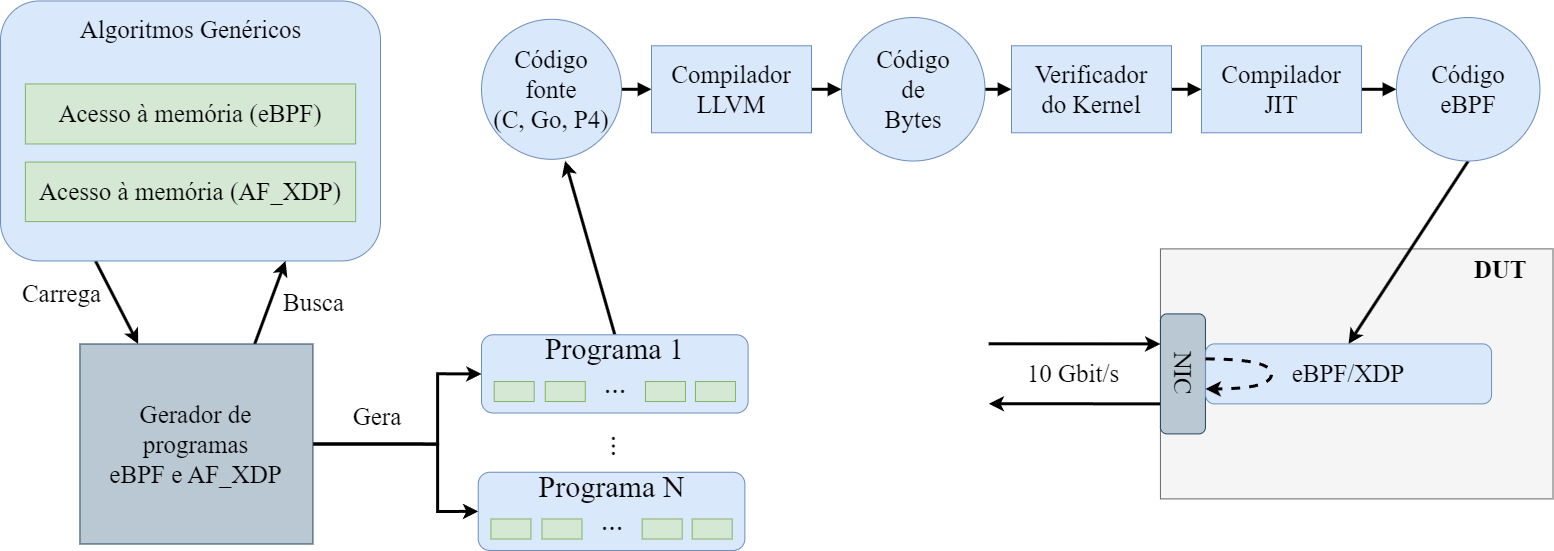 Algoritmos Genéricos
Acesso à memória (eBPF)
Acesso à memória (AF_XDP)
Carrega
Busca
Gerador de
programas
eBPF e AF_XDP
Gera
Programa 1
...
...
Programa N
...
Código
fonte
(C, Go, P4)
Compilador
LLVM
Código
de
Bytes
Verificador
do Kernel
Compilador
JIT
Código
eBPF
DUT
10 Gbit/s
NIC
eBPF/XDP